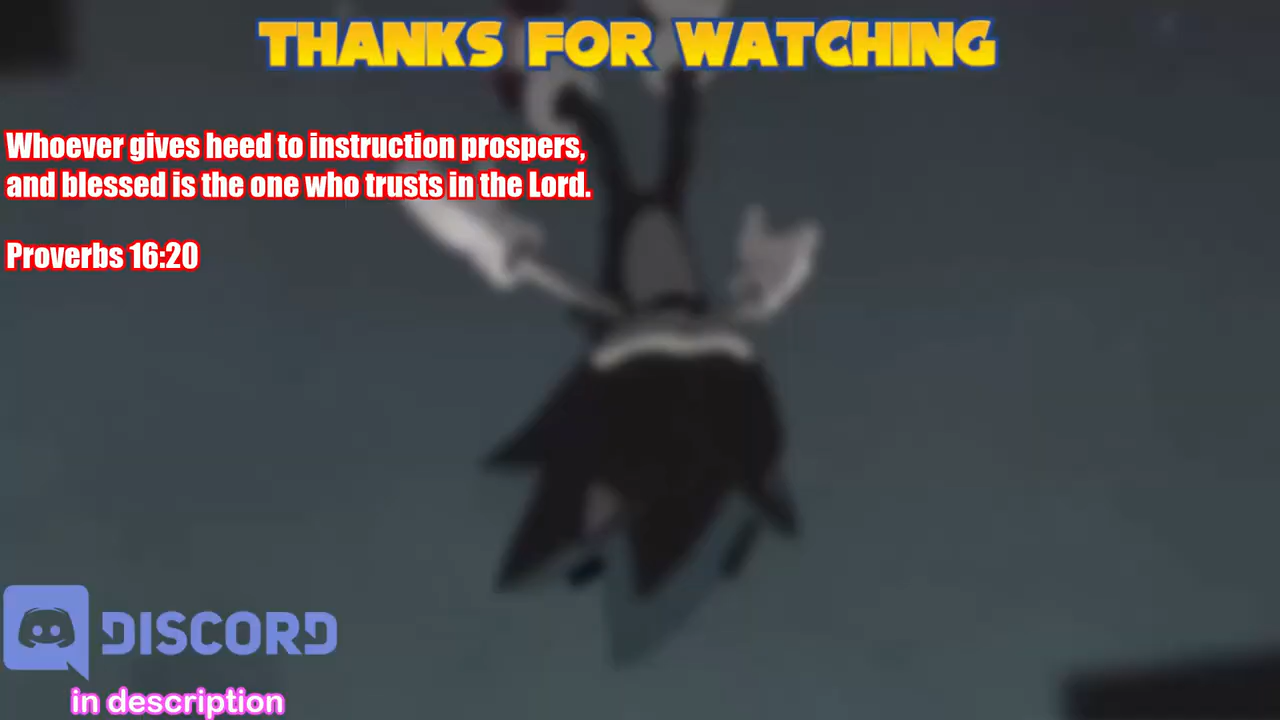 THANKS FOR WATCHING
Whoever gives heed to instruction prospers,
and blessed is the one who trusts in the Lord.
Proverbs 16:20
DISCORD
in description